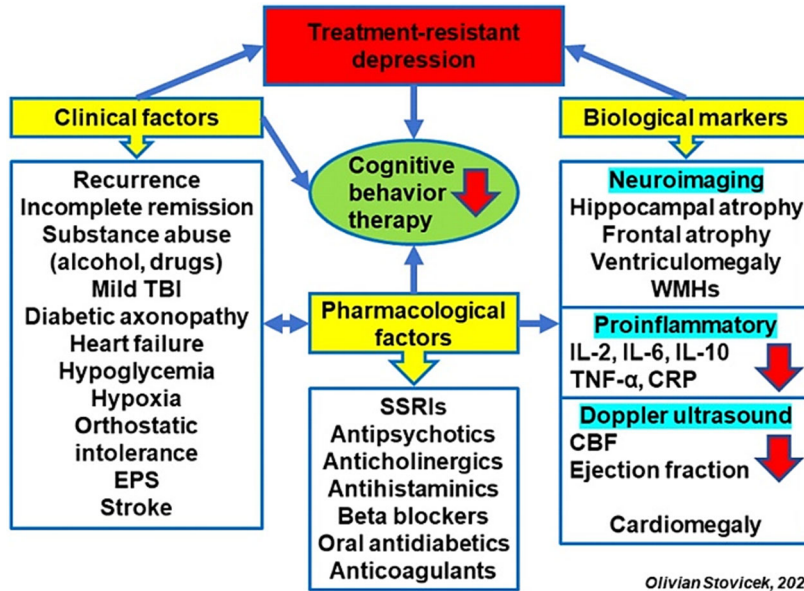 Treatment-resistant
depression
Clinical factors
Biological markers
Cognitive
behavior
therapy
Recurrence
Incomplete remission
Substance abuse
(alcohol, drugs)
Mild TBI
Diabetic axonopathy
Heart failure
Hypoglycemia
Hypoxia
Orthostatic
intolerance
EPS
Stroke
Pharmacological
factors
SSRIs
Antipsychotics
Anticholinergics
Antihistaminics
Beta blockers
Oral antidiabetics
Anticoagulants
Neuroimaging
Hippocampal atrophy
Frontal atrophy
Ventriculomegaly
WMHs
Proinflammatory
IL-2, IL-6, IL-10
TNF-α, CRP
Doppler ultrasound
CBF
Ejection fraction
Cardiomegaly
Olivian Stovicek, 202